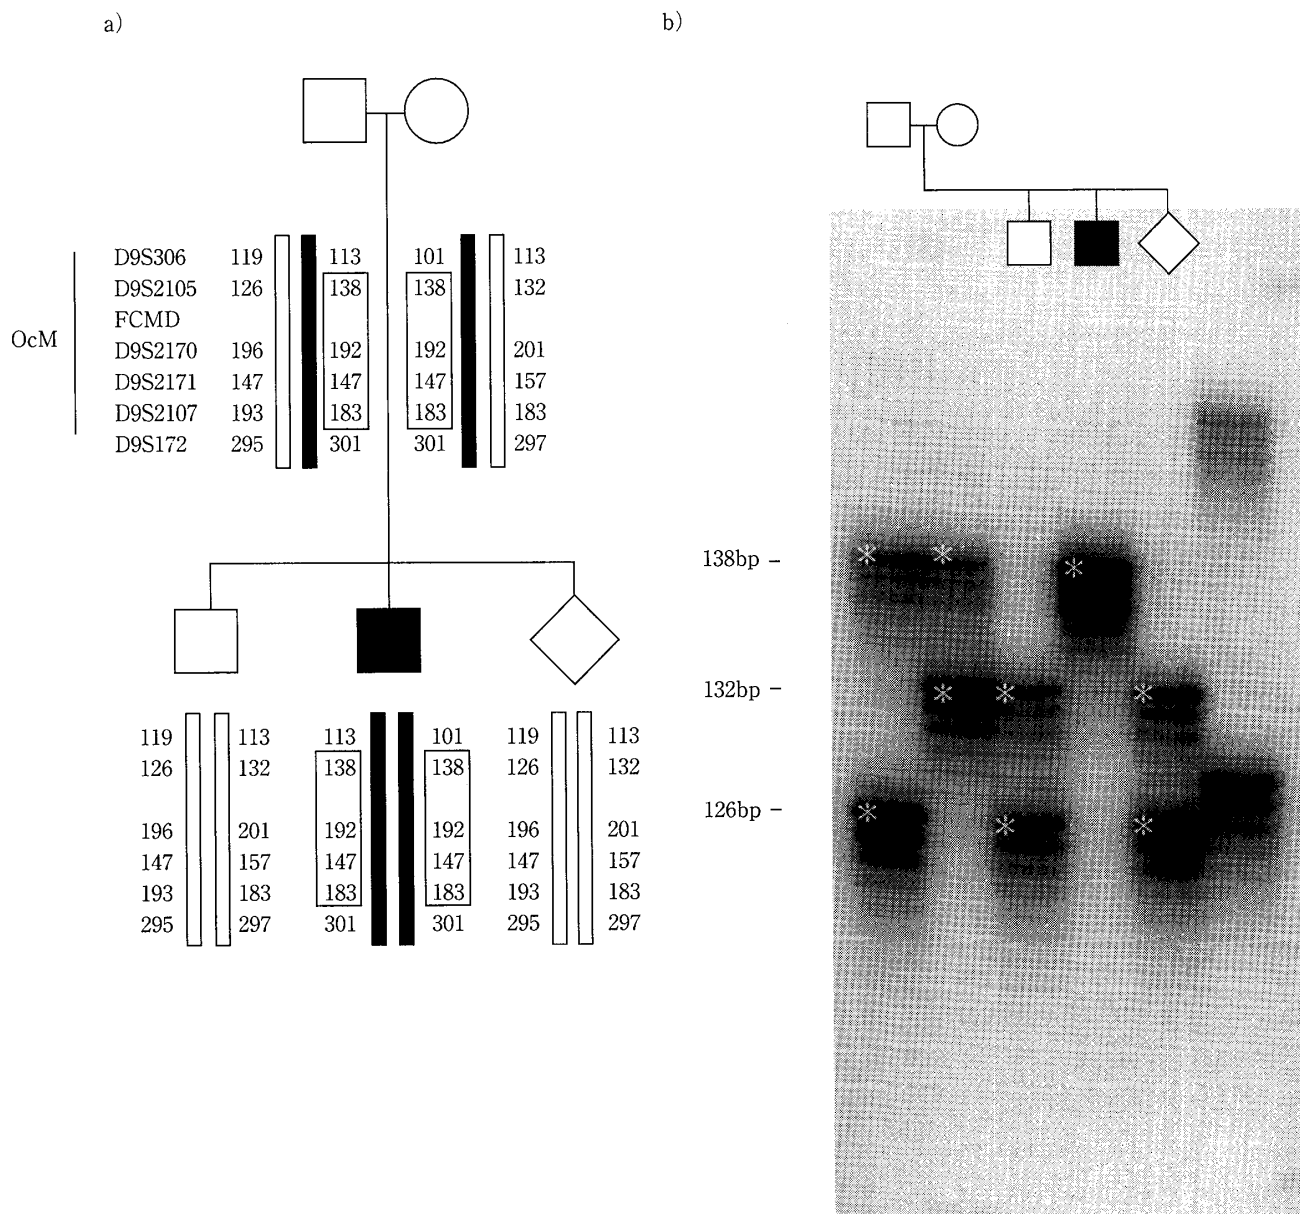 a)
b)
D9S306 119 113 101 113
D9S2105 126 138 138 132
FCMD
OcM
D9S2170 196 192 192 201
D9S2171 147 147 147 157
D9S2107 193 183 183 183
D9S172 295 301 301 297
119 113 113 101 119 113
126 132 138 138 126 132
196 201 192 192 196 201
147 157 147 147 147 157
193 183 183 183 193 183
295 297 301 301 295 297
138bp
132bp
126bp